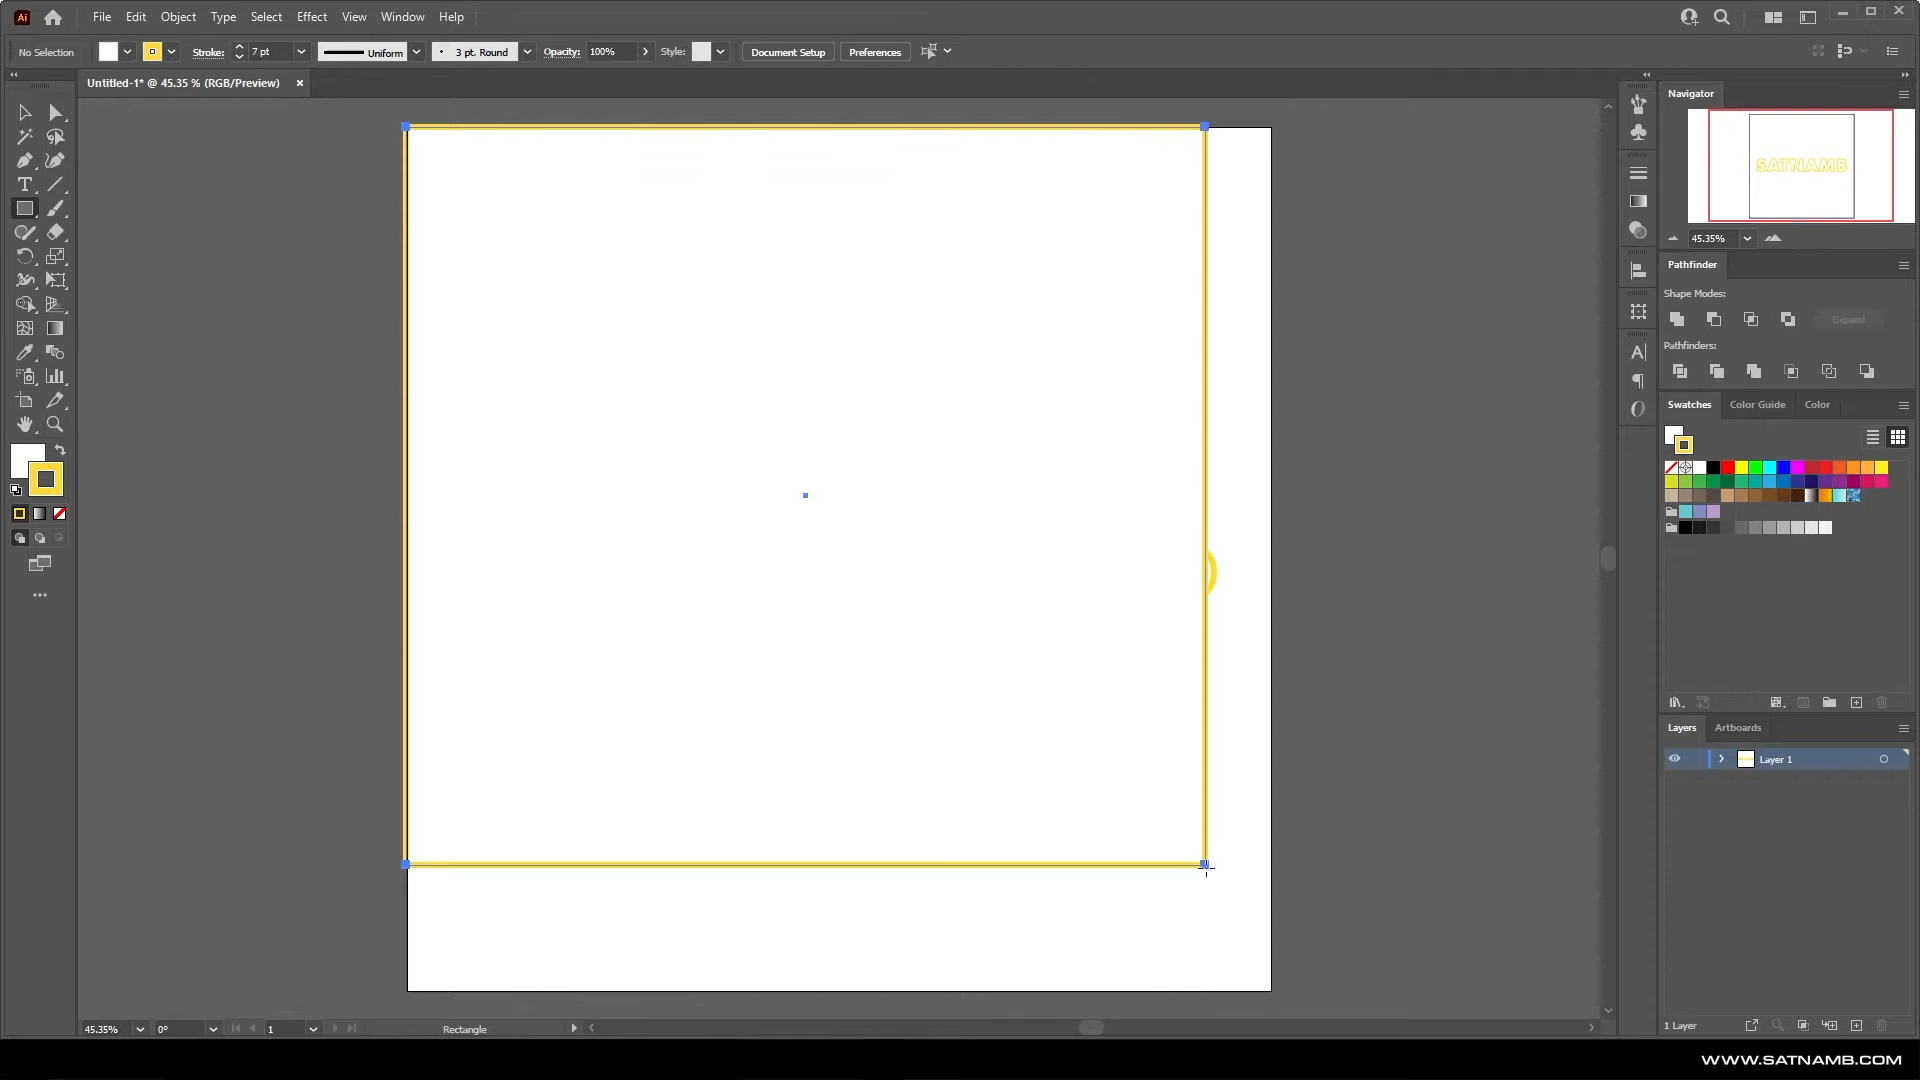 Ai File Edit Object Type Select Effect View Window Help
No Selection Stroke: 7 pt Uniform 3 pt. Round Opacity: 100% Style: Document Setup Preferences
Untitled-1* @ 45.35 % (RGB/Preview)
Navigator
SATNAMB
45.35%
Pathfinder
Shape Modes:
Expand
Pathfinders:
Swatches Color Guide Color
Layers Artboards
Layer 1
1 Layer
45.35% 0° 1 Rectangle
WWW.SATNAMB.COM